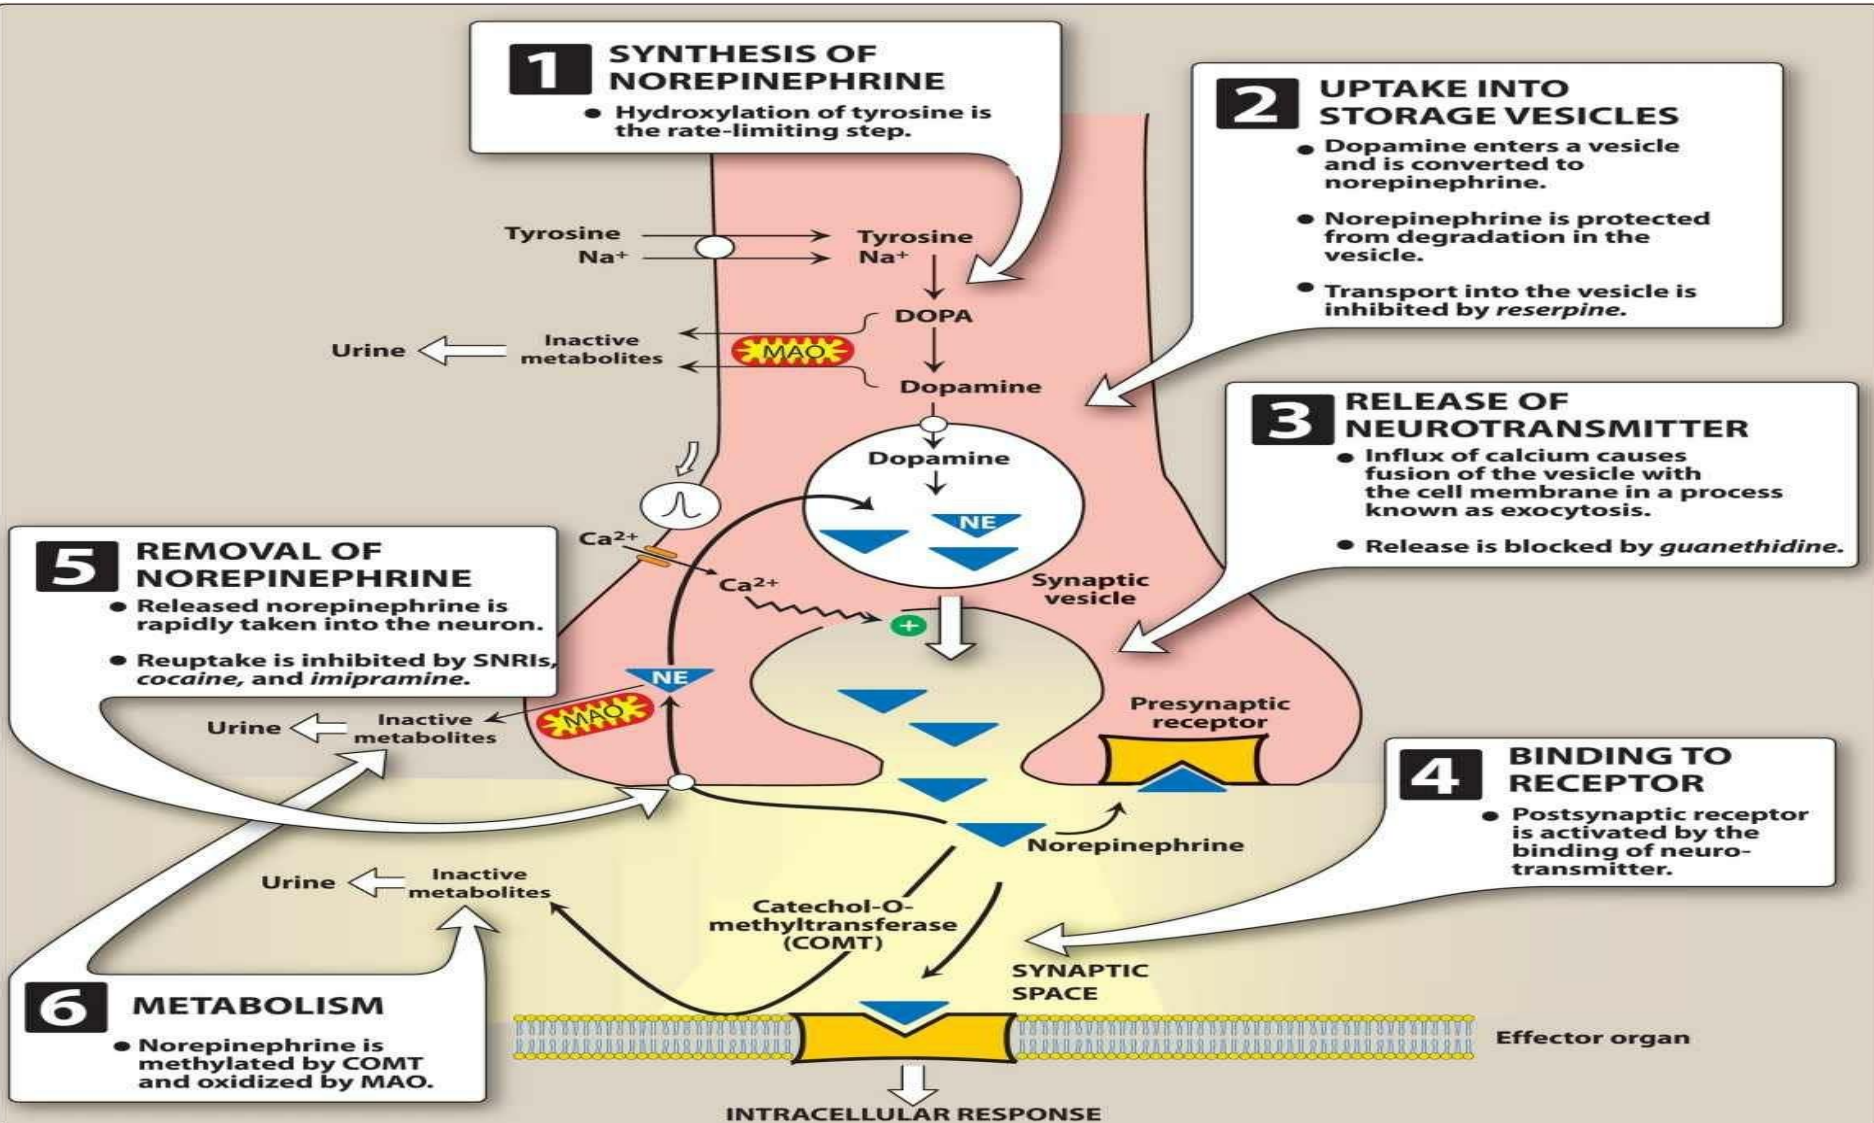 1
SYNTHESIS OF
NOREPINEPHRINE
• Hydroxylation of tyrosine is
the rate-limiting step.
2
UPTAKE INTO
STORAGE VESICLES
• Dopamine enters a vesicle
and is converted to
norepinephrine.
• Norepinephrine is protected
from degradation in the
vesicle.
• Transport into the vesicle is
inhibited by reserpine.
Tyrosine
Na⁺
Tyrosine
Na⁺
DOPA
Urine
Inactive
metabolites
MAO
Dopamine
3
RELEASE OF
NEUROTRANSMITTER
• Influx of calcium causes
fusion of the vesicle with
the cell membrane in a process
known as exocytosis.
• Release is blocked by guanethidine.
Dopamine
NE
Synaptic
vesicle
Ca²⁺
Ca²⁺
+
5
REMOVAL OF
NOREPINEPHRINE
• Released norepinephrine is
rapidly taken into the neuron.
• Reuptake is inhibited by SNRIs,
cocaine, and imipramine.
NE
MAO
Urine
Inactive
metabolites
Presynaptic
receptor
4
BINDING TO
RECEPTOR
• Postsynaptic receptor
is activated by the
binding of neuro-
transmitter.
Norepinephrine
Urine
Inactive
metabolites
Catechol-O-
methyltransferase
(COMT)
SYNAPTIC
SPACE
6
METABOLISM
• Norepinephrine is
methylated by COMT
and oxidized by MAO.
Effector organ
INTRACELLULAR RESPONSE